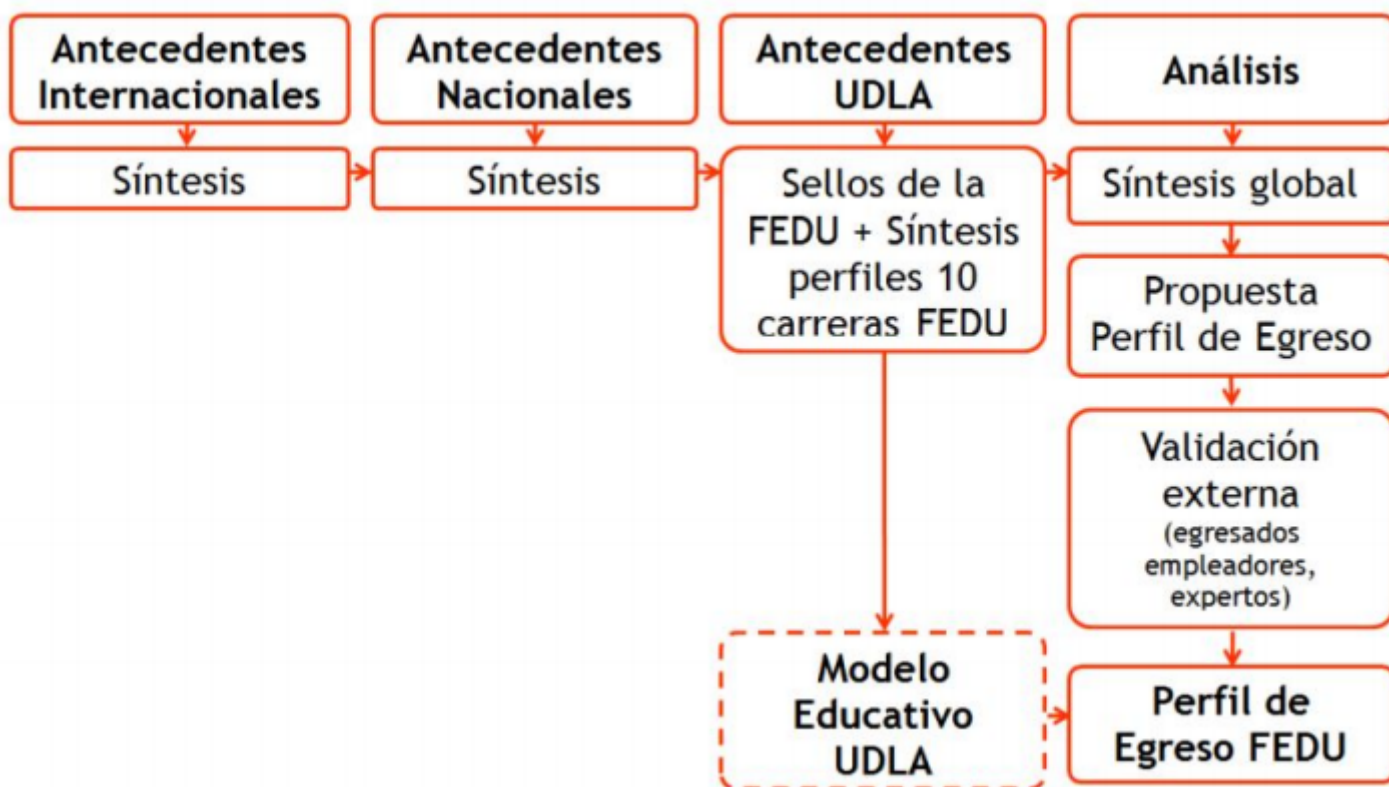 Antecedentes
Internacionales
Antecedentes
Nacionales
Antecedentes
UDLA
Análisis
Síntesis
Síntesis
Sellos de la
FEDU + Síntesis
perfiles 10
carreras FEDU
Síntesis global
Propuesta
Perfil de Egreso
Validación
externa
(egresados
empleadores,
expertos)
Modelo
Educativo
UDLA
Perfil de
Egreso FEDU